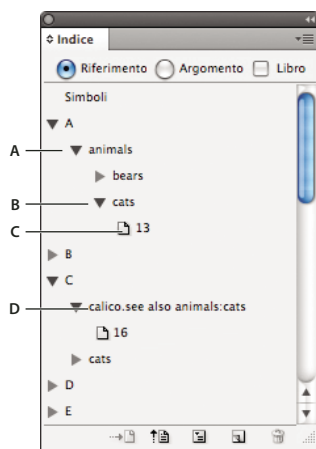 Indice
Riferimento Argomento Libro
Simboli
A
A animals
bears
B cats
C 13
B
C
D calico.see also animals:cats
16
cats
D
E